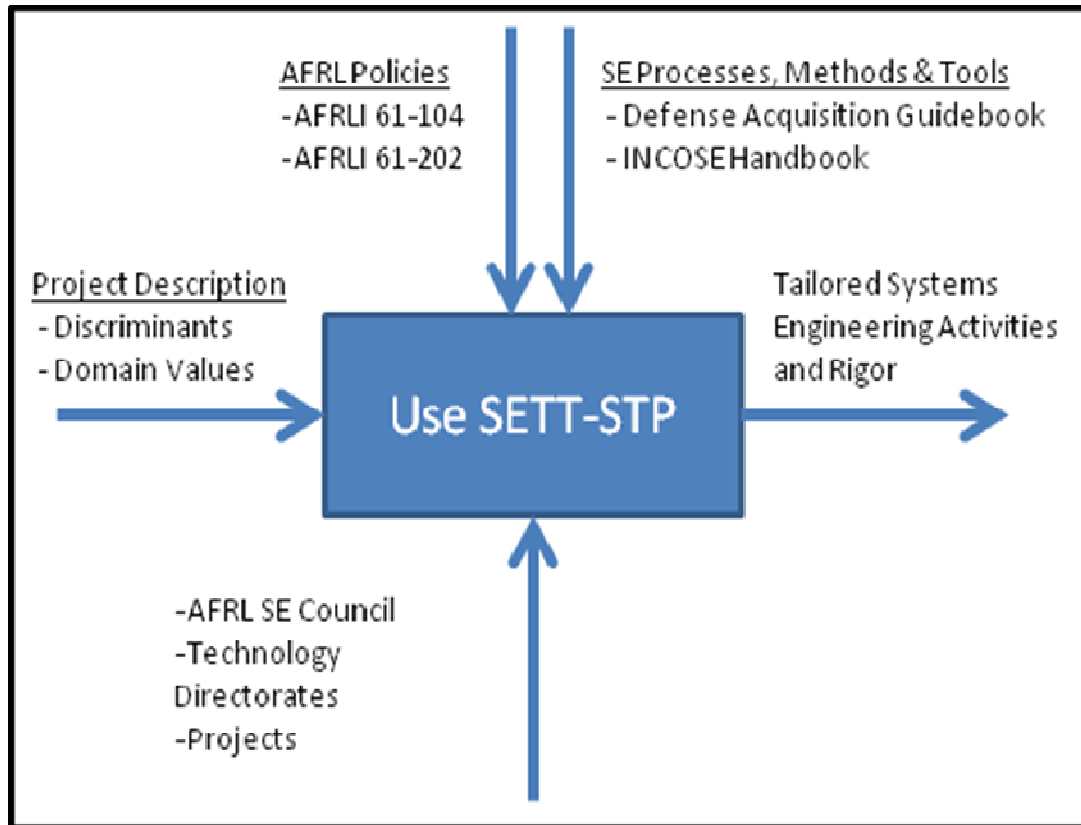 AFRL Policies
-AFRLI 61-104
-AFRLI 61-202
SE Processes, Methods & Tools
- Defense Acquisition Guidebook
- INCOSE Handbook
Project Description
- Discriminants
- Domain Values
Use SETT-STP
Tailored Systems
Engineering Activities
and Rigor
-AFRL SE Council
-Technology
Directorates
-Projects